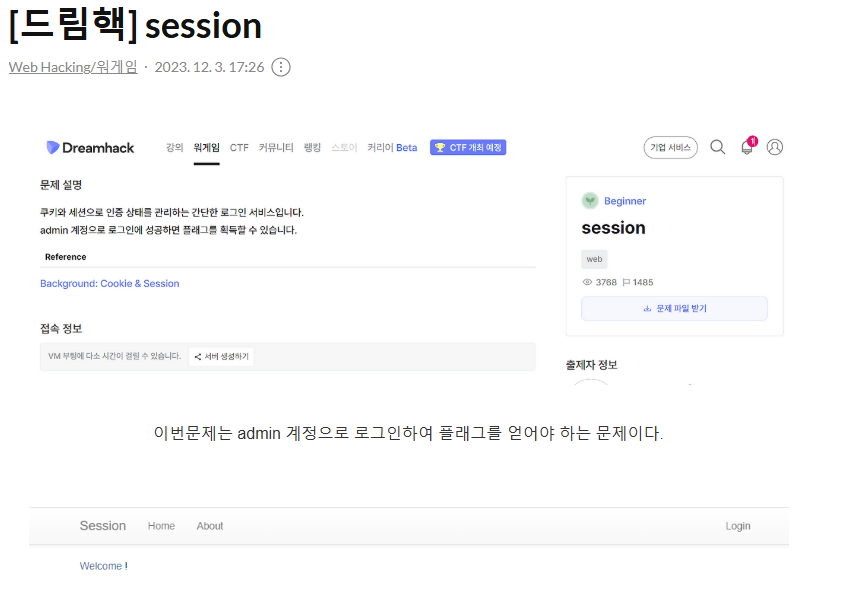 [드림핵] session
Web Hacking/워게임 · 2023. 12. 3. 17:26
Dreamhack 강의 워게임 CTF 커뮤니티 랭킹 스토어 커리어 Beta 🏆 CTF 개최 예정 기업 서비스 1
문제 설명
쿠키와 세션으로 인증 상태를 관리하는 간단한 로그인 서비스입니다.
admin 계정으로 로그인에 성공하면 플래그를 획득할 수 있습니다.
Reference
Background: Cookie & Session
접속 정보
VM 부팅에 다소 시간이 걸릴 수 있습니다. 서버 생성하기
Beginner
session
web
3768 1485
문제 파일 받기
출제자 정보
이번문제는 admin 계정으로 로그인하여 플래그를 얻어야 하는 문제이다.
Session Home About Login
Welcome !